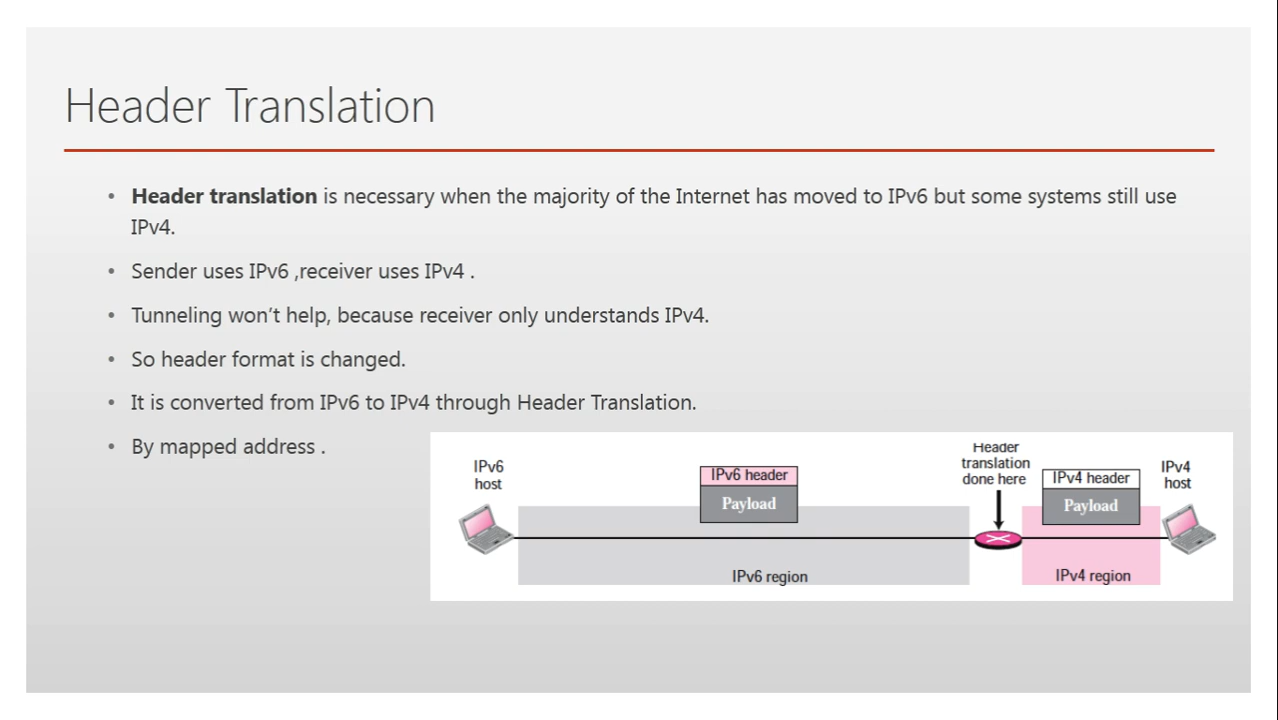 Header Translation
• Header translation is necessary when the majority of the Internet has moved to IPv6 but some systems still use
IPv4.
• Sender uses IPv6 ,receiver uses IPv4 .
• Tunneling won’t help, because receiver only understands IPv4.
• So header format is changed.
• It is converted from IPv6 to IPv4 through Header Translation.
• By mapped address .
IPv6
host
IPv6 header
Payload
IPv6 region
Header
translation
done here
IPv4 header
Payload
IPv4 region
IPv4
host